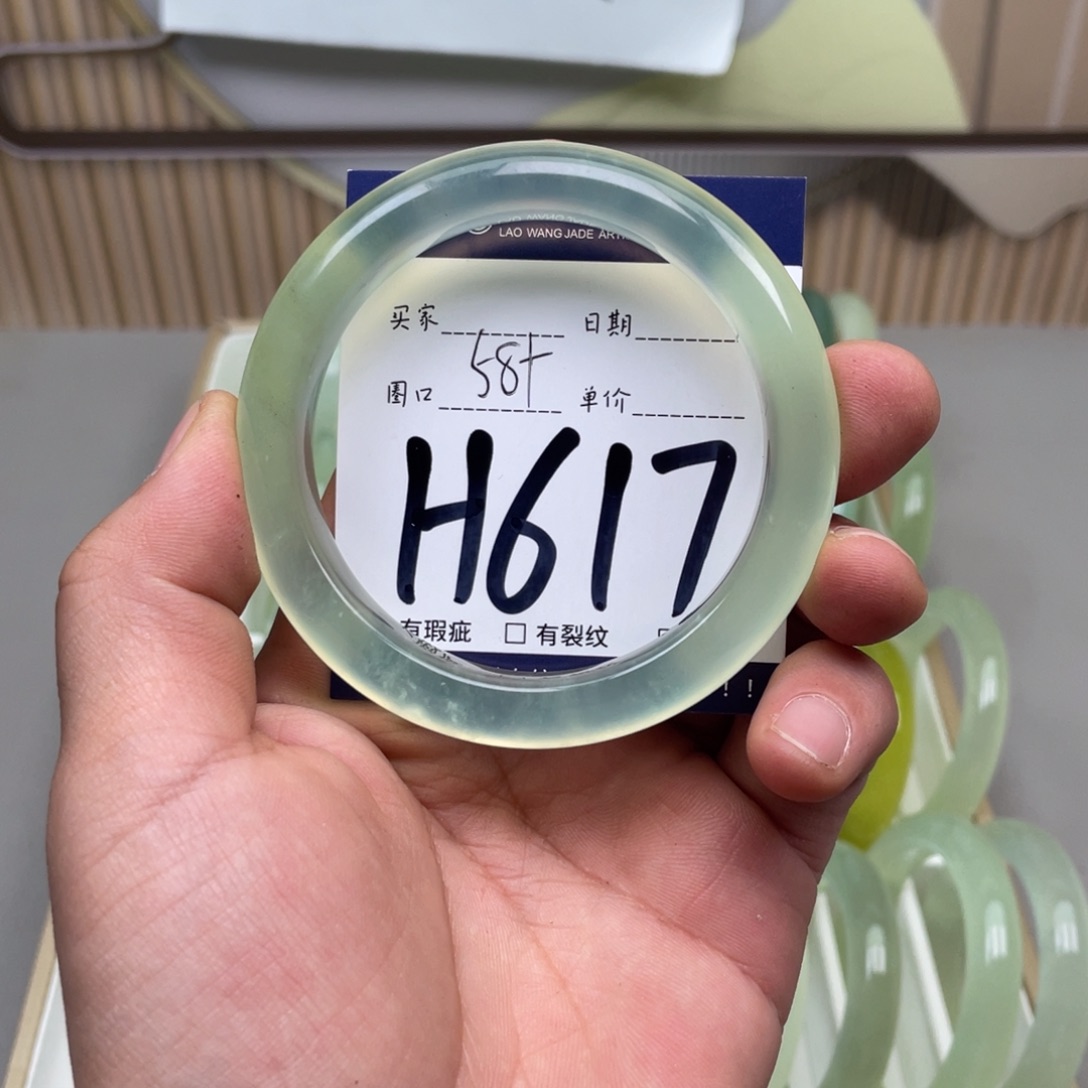 LAO WANG JADE
买家 日期
圈口 58+ 单价
H617
有瑕疵 □ 有裂纹
! !